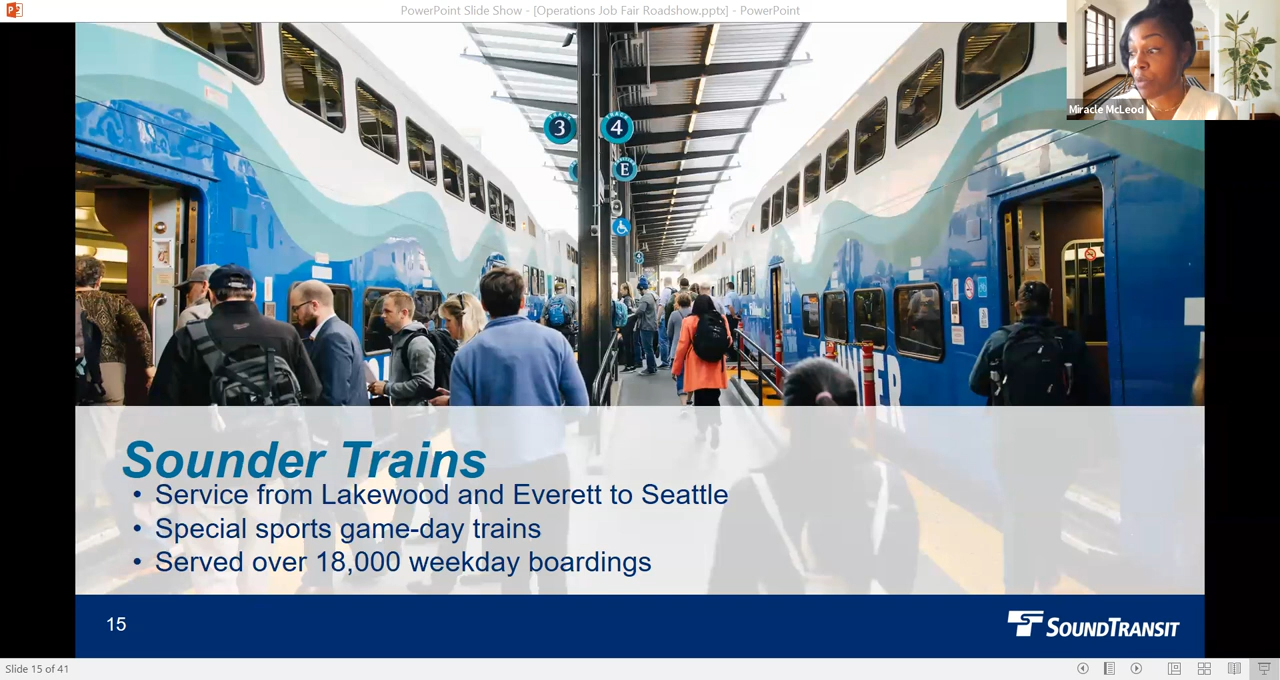 PowerPoint Slide Show - [Operations Job Fair Roadshow.pptx] - PowerPoint
Miracle McLeod
TRACK
3
TRACK
4
E
Sounder Trains
• Service from Lakewood and Everett to Seattle
• Special sports game-day trains
• Served over 18,000 weekday boardings
15
SOUNDTRANSIT
Slide 15 of 41